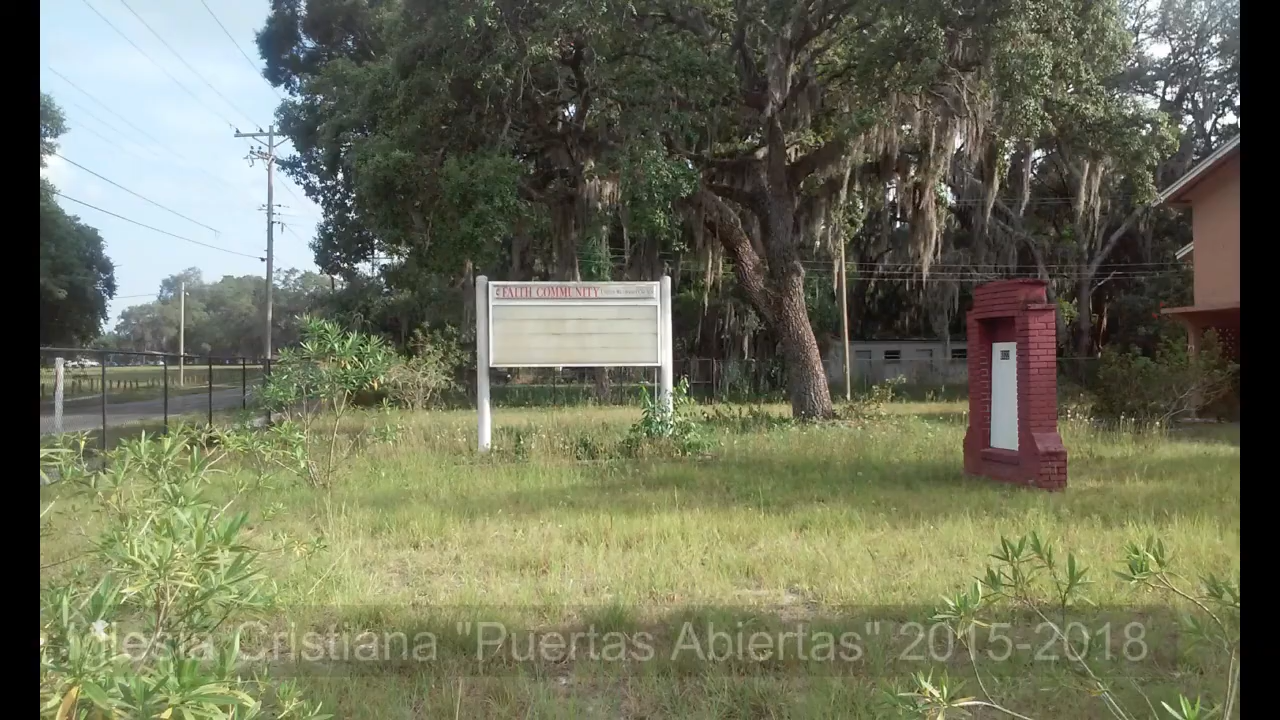 FAITH COMMUNITY
Iglesia Cristiana "Puertas Abiertas" 2015-2018